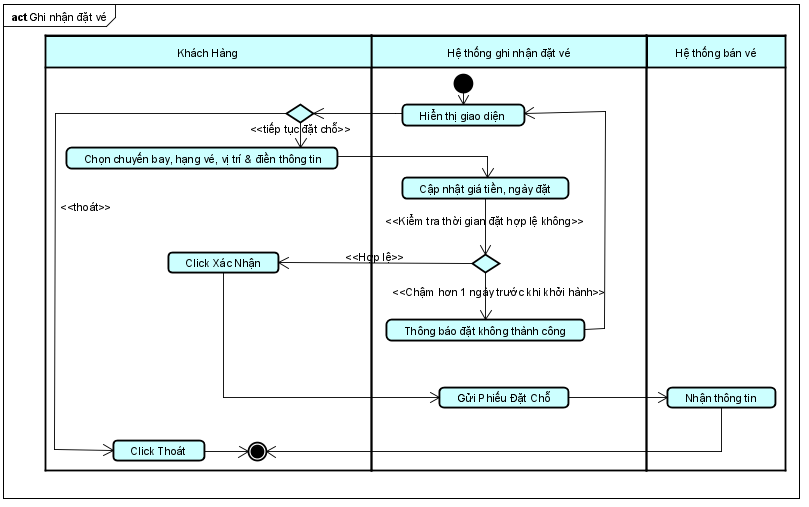 act Ghi nhận đặt vé
Khách Hàng
Hệ thống ghi nhận đặt vé
Hệ thống bán vé
Hiển thị giao diện
<<tiếp tục đặt chỗ>>
Chọn chuyến bay, hạng vé, vị trí & điền thông tin
Cập nhật giá tiền, ngày đặt
<<thoát>>
<<Kiểm tra thời gian đặt hợp lệ không>>
<<Hợp lệ>>
Click Xác Nhận
<<Chậm hơn 1 ngày trước khi khởi hành>>
Thông báo đặt không thành công
Gửi Phiếu Đặt Chỗ
Nhận thông tin
Click Thoát